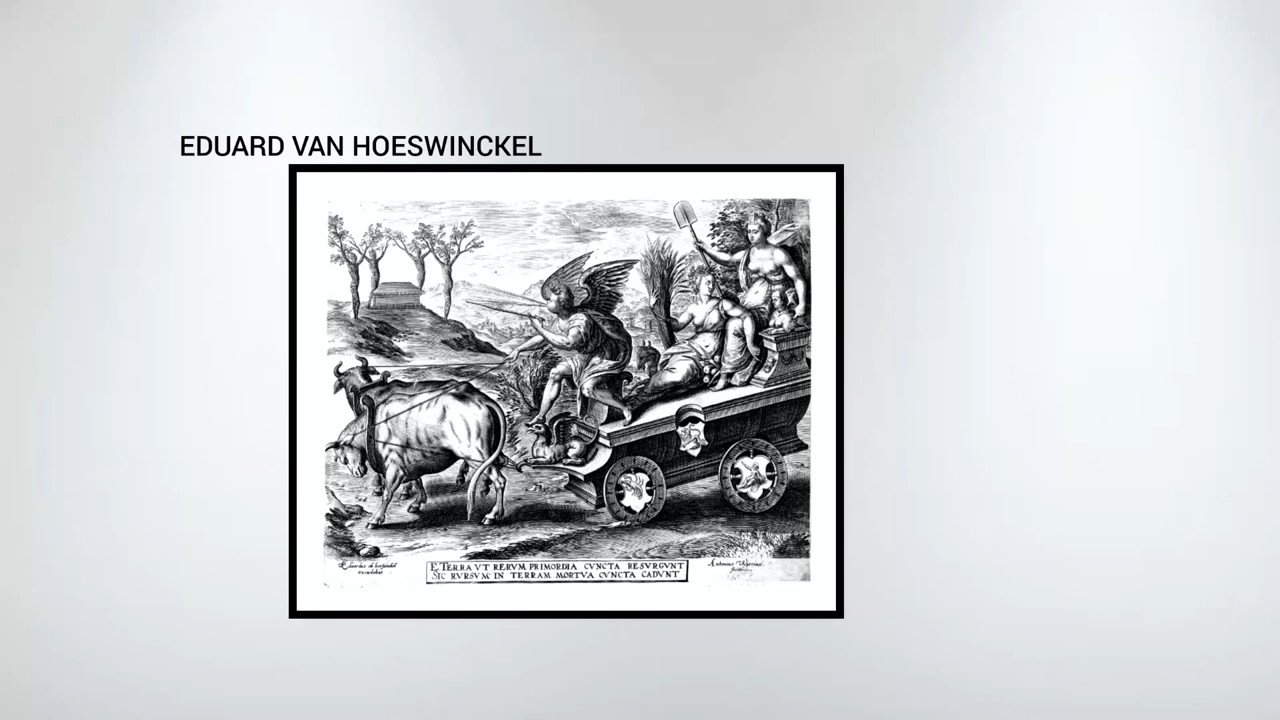 EDUARD VAN HOESWINCKEL
E TERRA VT RERVM PRIMORDIA CVNCTA RESVRGVNT
SIC RVRSVM IN TERRAM MORTVA CVNCTA CADVNT